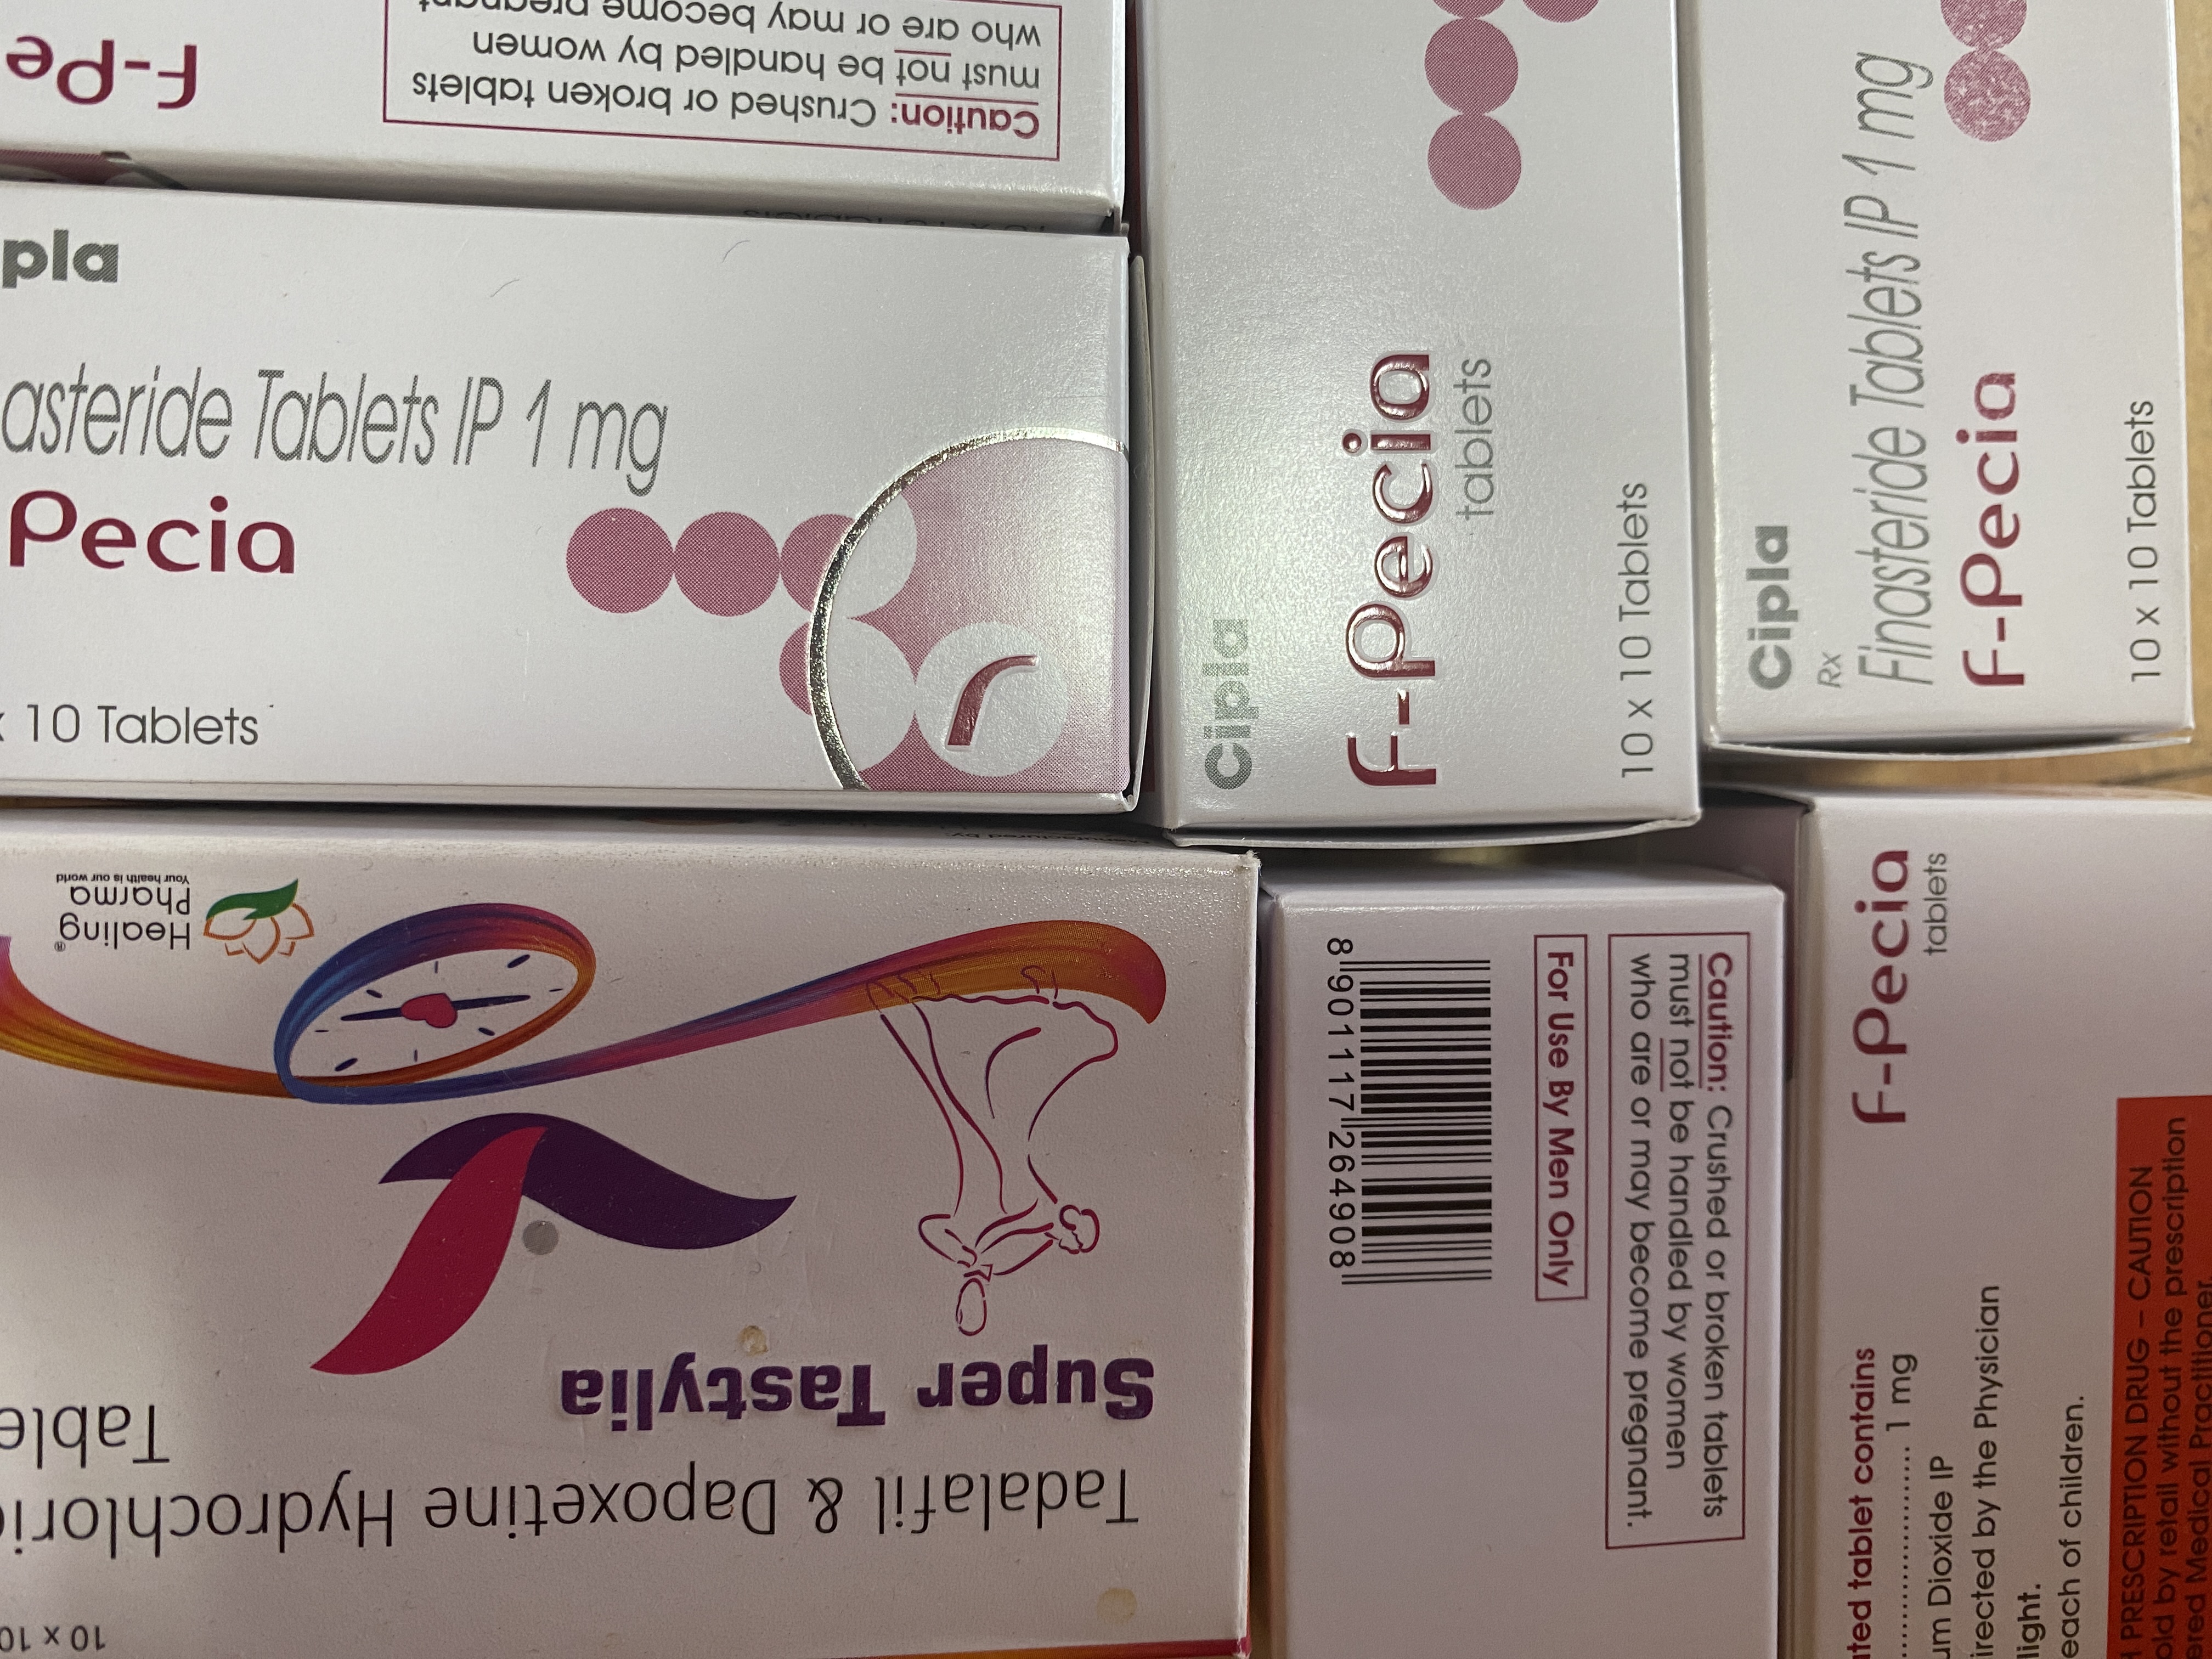 F-Pe
Caution: Crushed or broken tablets
must not be handled by women
who are or may become pregnant
pla
asteride Tablets IP 1 mg
Pecia
x 10 Tablets
Cipla
F-Pecia
tablets
10 x 10 Tablets
Cipla
Rx
Finasteride Tablets IP 1 mg
F-Pecia
10 x 10 Tablets
Healing®
Pharma
Your health is our world
Super Tastylia
Tadalafil & Dapoxetine Hydrochlori
Table
10 x 10
8 901117 264908
For Use By Men Only
Caution: Crushed or broken tablets
must not be handled by women
who are or may become pregnant.
F-Pecia
tablets
ated tablet contains
1 mg
um Dioxide IP
irected by the Physician
light.
each of children.
PRESCRIPTION DRUG – CAUTION
old by retail without the prescription
ered Medical Practitioner.